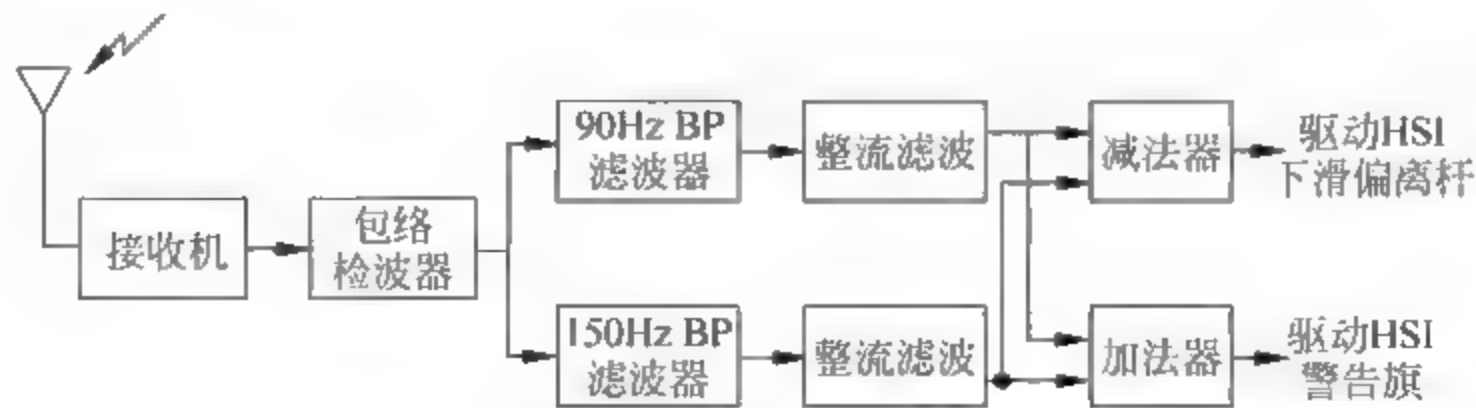 90Hz BP
滤波器
整流滤波
减法器
驱动HSI
下滑偏离杆
接收机
包络
检波器
150Hz BP
滤波器
整流滤波
加法器
驱动HSI
警告旗